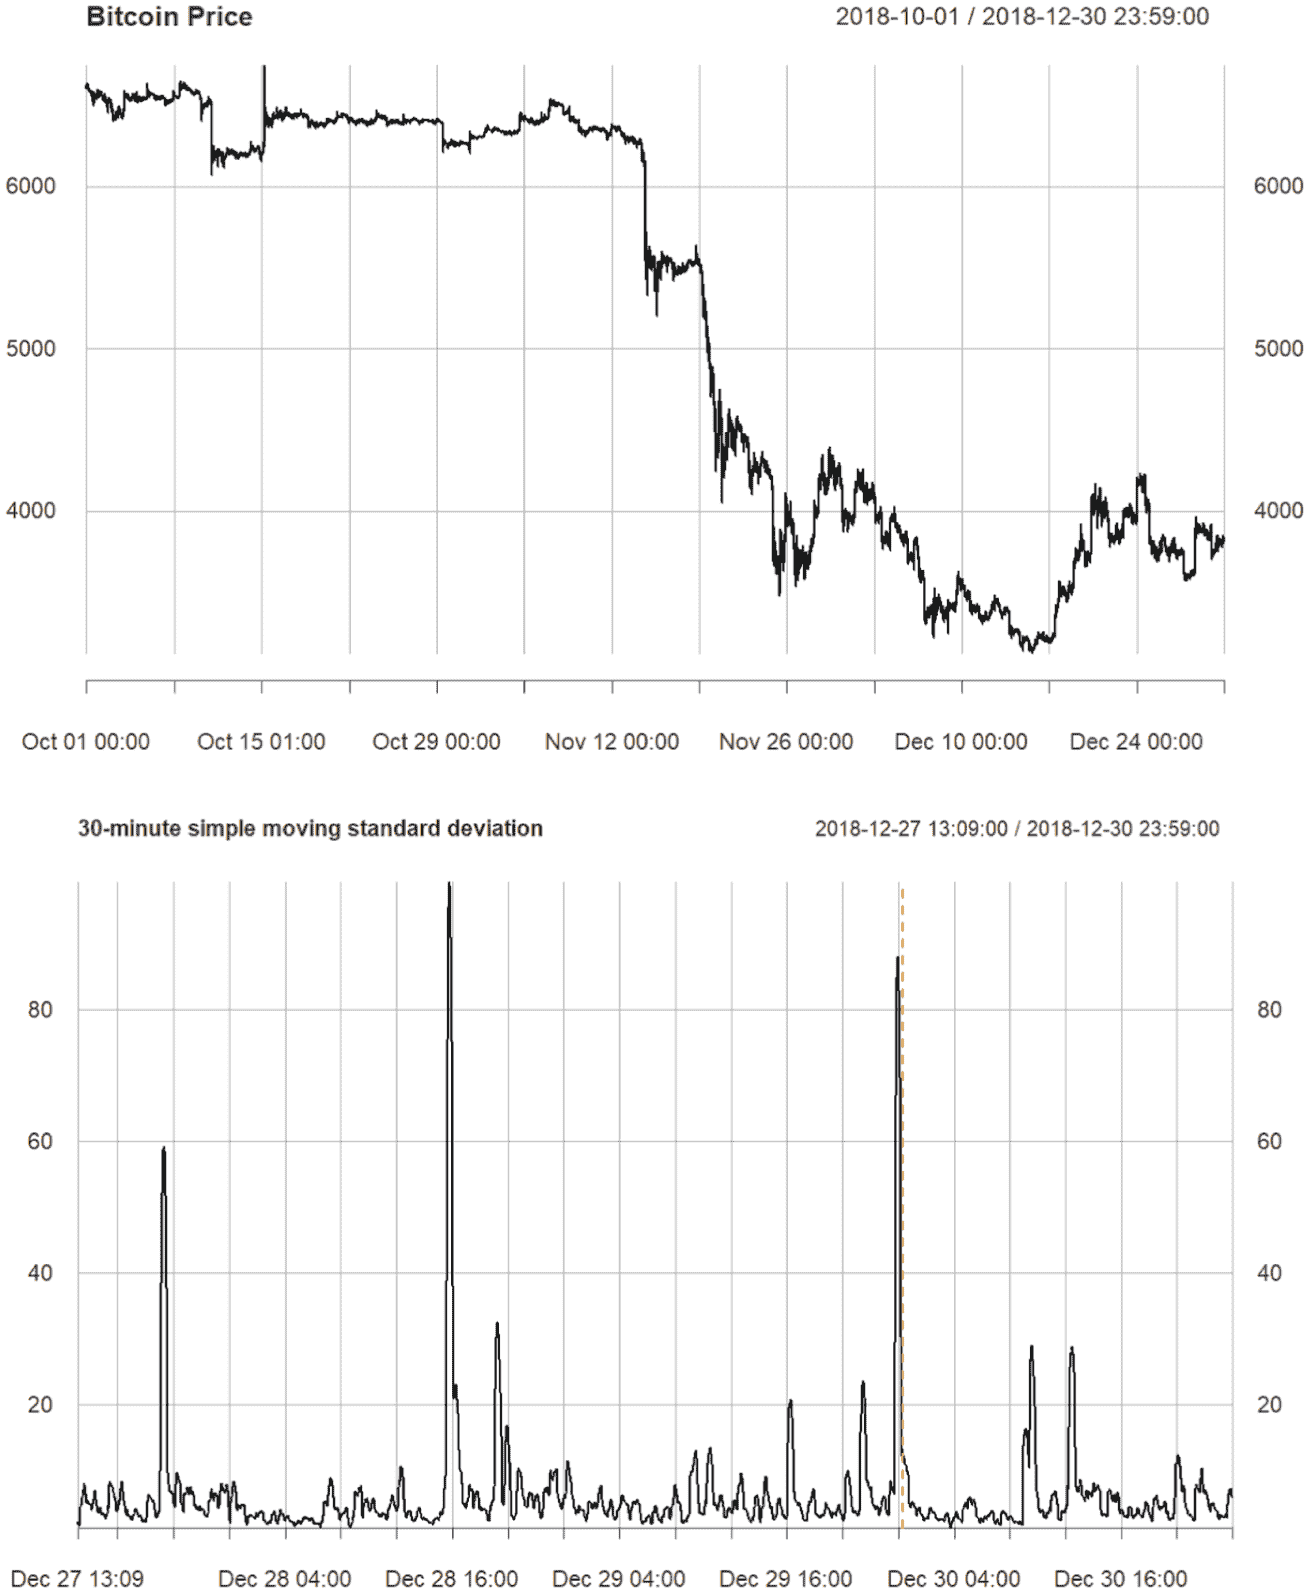 Bitcoin Price 2018-10-01 / 2018-12-30 23:59:00
6000 6000
5000 5000
4000 4000
Oct 01 00:00 Oct 15 01:00 Oct 29 00:00 Nov 12 00:00 Nov 26 00:00 Dec 10 00:00 Dec 24 00:00
30-minute simple moving standard deviation 2018-12-27 13:09:00 / 2018-12-30 23:59:00
80 80
60 60
40 40
20 20
Dec 27 13:09 Dec 28 04:00 Dec 28 16:00 Dec 29 04:00 Dec 29 16:00 Dec 30 04:00 Dec 30 16:00